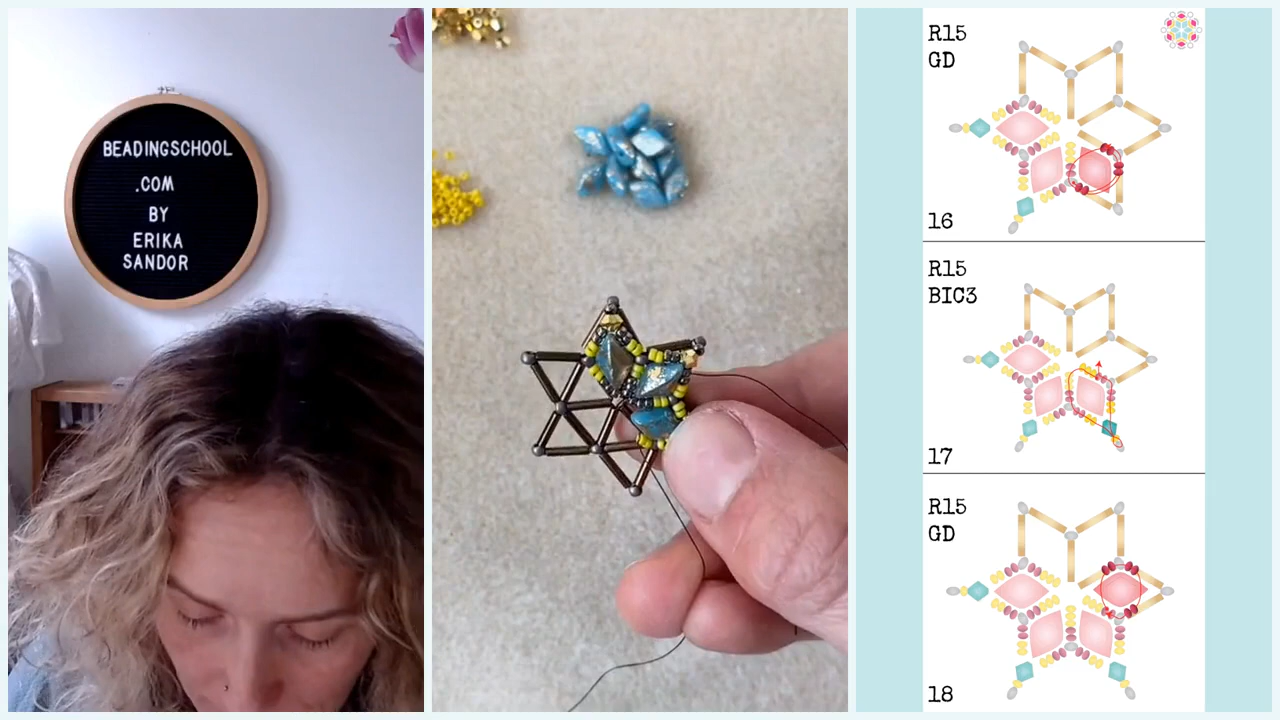 BEADINGSCHOOL
.COM
BY
ERIKA
SANDOR
R15
GD
16
R15
BIC3
17
R15
GD
18